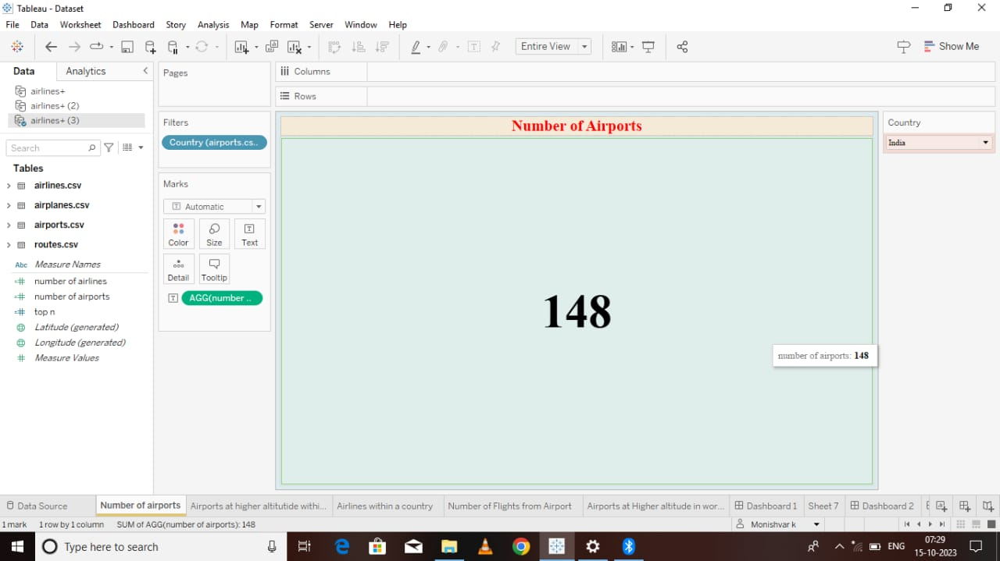 Tableau - Dataset
File Data Worksheet Dashboard Story Analysis Map Format Server Window Help
Entire View
Show Me
Data Analytics
airlines+
airlines+ (2)
airlines+ (3)
Search
Tables
airlines.csv
airplanes.csv
airports.csv
routes.csv
Abc Measure Names
number of airlines
number of airports
top n
Latitude (generated)
Longitude (generated)
Measure Values
Pages
Filters
Country (airports.cs..
Marks
Automatic
Color Size Text
Detail Tooltip
AGG(number ..
Columns
Rows
Number of Airports
148
number of airports: 148
Country
India
Data Source Number of airports Airports at higher altitutide withi... Airlines within a country Number of Flights from Airport Airports at Higher altitude in wor... Dashboard 1 Sheet 7 Dashboard 2
1 mark 1 row by 1 column SUM of AGG(number of airports): 148 Monishvar k
Type here to search
ENG
07:29
15-10-2023